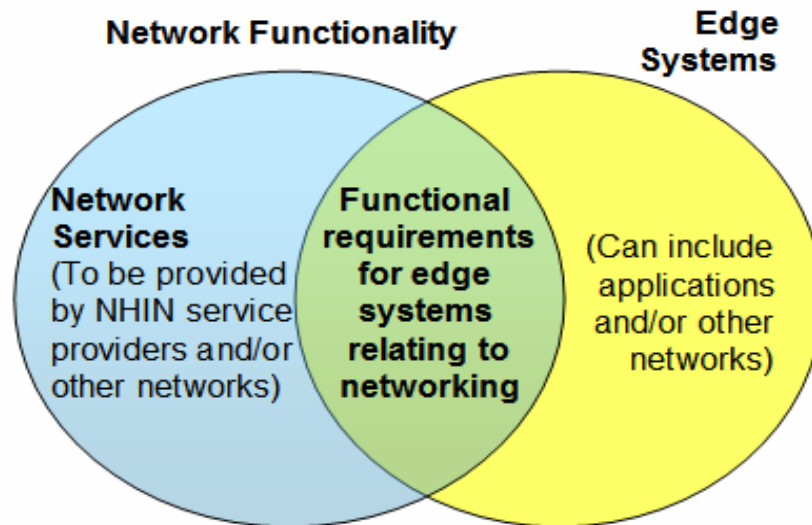 Network Functionality
Edge
Systems
Network
Services
(To be provided
by NHIN service
providers and/or
other networks)
Functional
requirements
for edge
systems
relating to
networking
(Can include
applications
and/or other
networks)